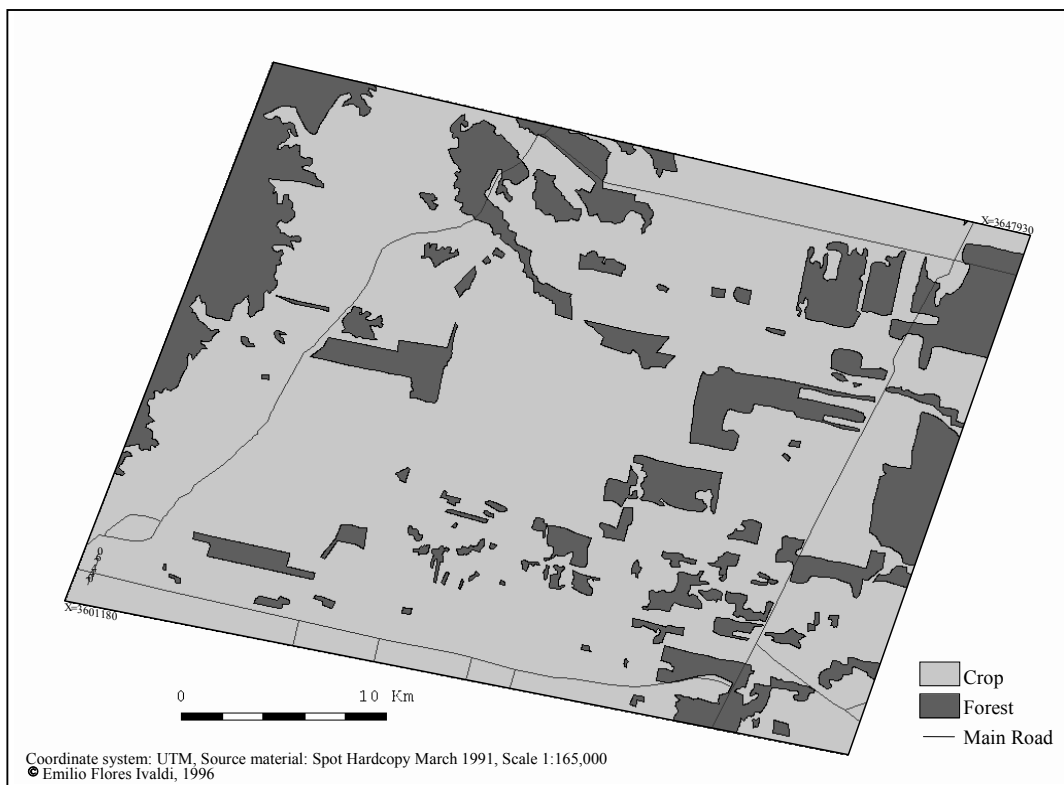 X=3647930
X=3601180
0 10 Km
Crop
Forest
Main Road
Coordinate system: UTM, Source material: Spot Hardcopy March 1991, Scale 1:165,000
© Emilio Flores Ivaldi, 1996